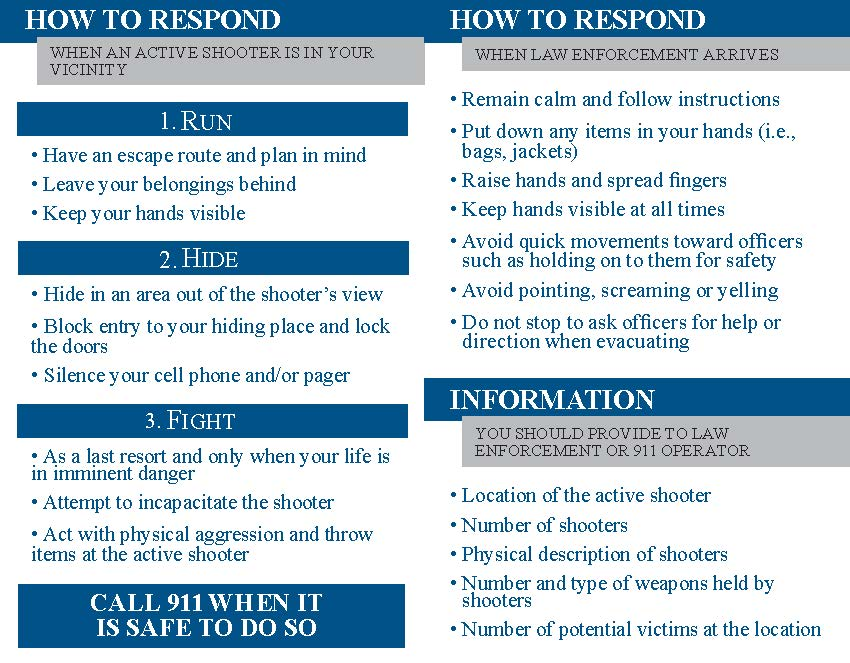 HOW TO RESPOND
WHEN AN ACTIVE SHOOTER IS IN YOUR
VICINITY
1. RUN
• Have an escape route and plan in mind
• Leave your belongings behind
• Keep your hands visible
2. HIDE
• Hide in an area out of the shooter's view
• Block entry to your hiding place and lock
the doors
• Silence your cell phone and/or pager
3. FIGHT
• As a last resort and only when your life is
in imminent danger
• Attempt to incapacitate the shooter
• Act with physical aggression and throw
items at the active shooter
CALL 911 WHEN IT
IS SAFE TO DO SO
HOW TO RESPOND
WHEN LAW ENFORCEMENT ARRIVES
• Remain calm and follow instructions
• Put down any items in your hands (i.e.,
bags, jackets)
• Raise hands and spread fingers
• Keep hands visible at all times
• Avoid quick movements toward officers
such as holding on to them for safety
• Avoid pointing, screaming or yelling
• Do not stop to ask officers for help or
direction when evacuating
INFORMATION
YOU SHOULD PROVIDE TO LAW
ENFORCEMENT OR 911 OPERATOR
• Location of the active shooter
• Number of shooters
• Physical description of shooters
• Number and type of weapons held by
shooters
• Number of potential victims at the location